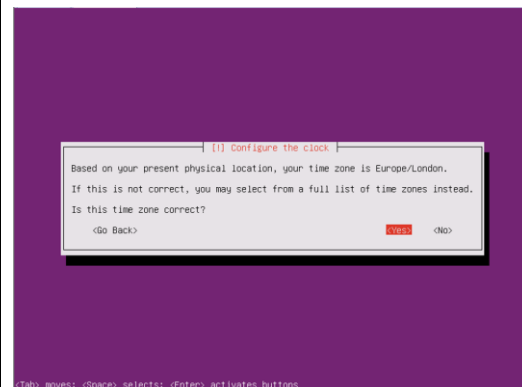 [!] Configure the clock
Based on your present physical location, your time zone is Europe/London.
If this is not correct, you may select from a full list of time zones instead.
Is this time zone correct?
<Go Back> <Yes> <No>
<Tab> moves; <Space> selects; <Enter> activates buttons